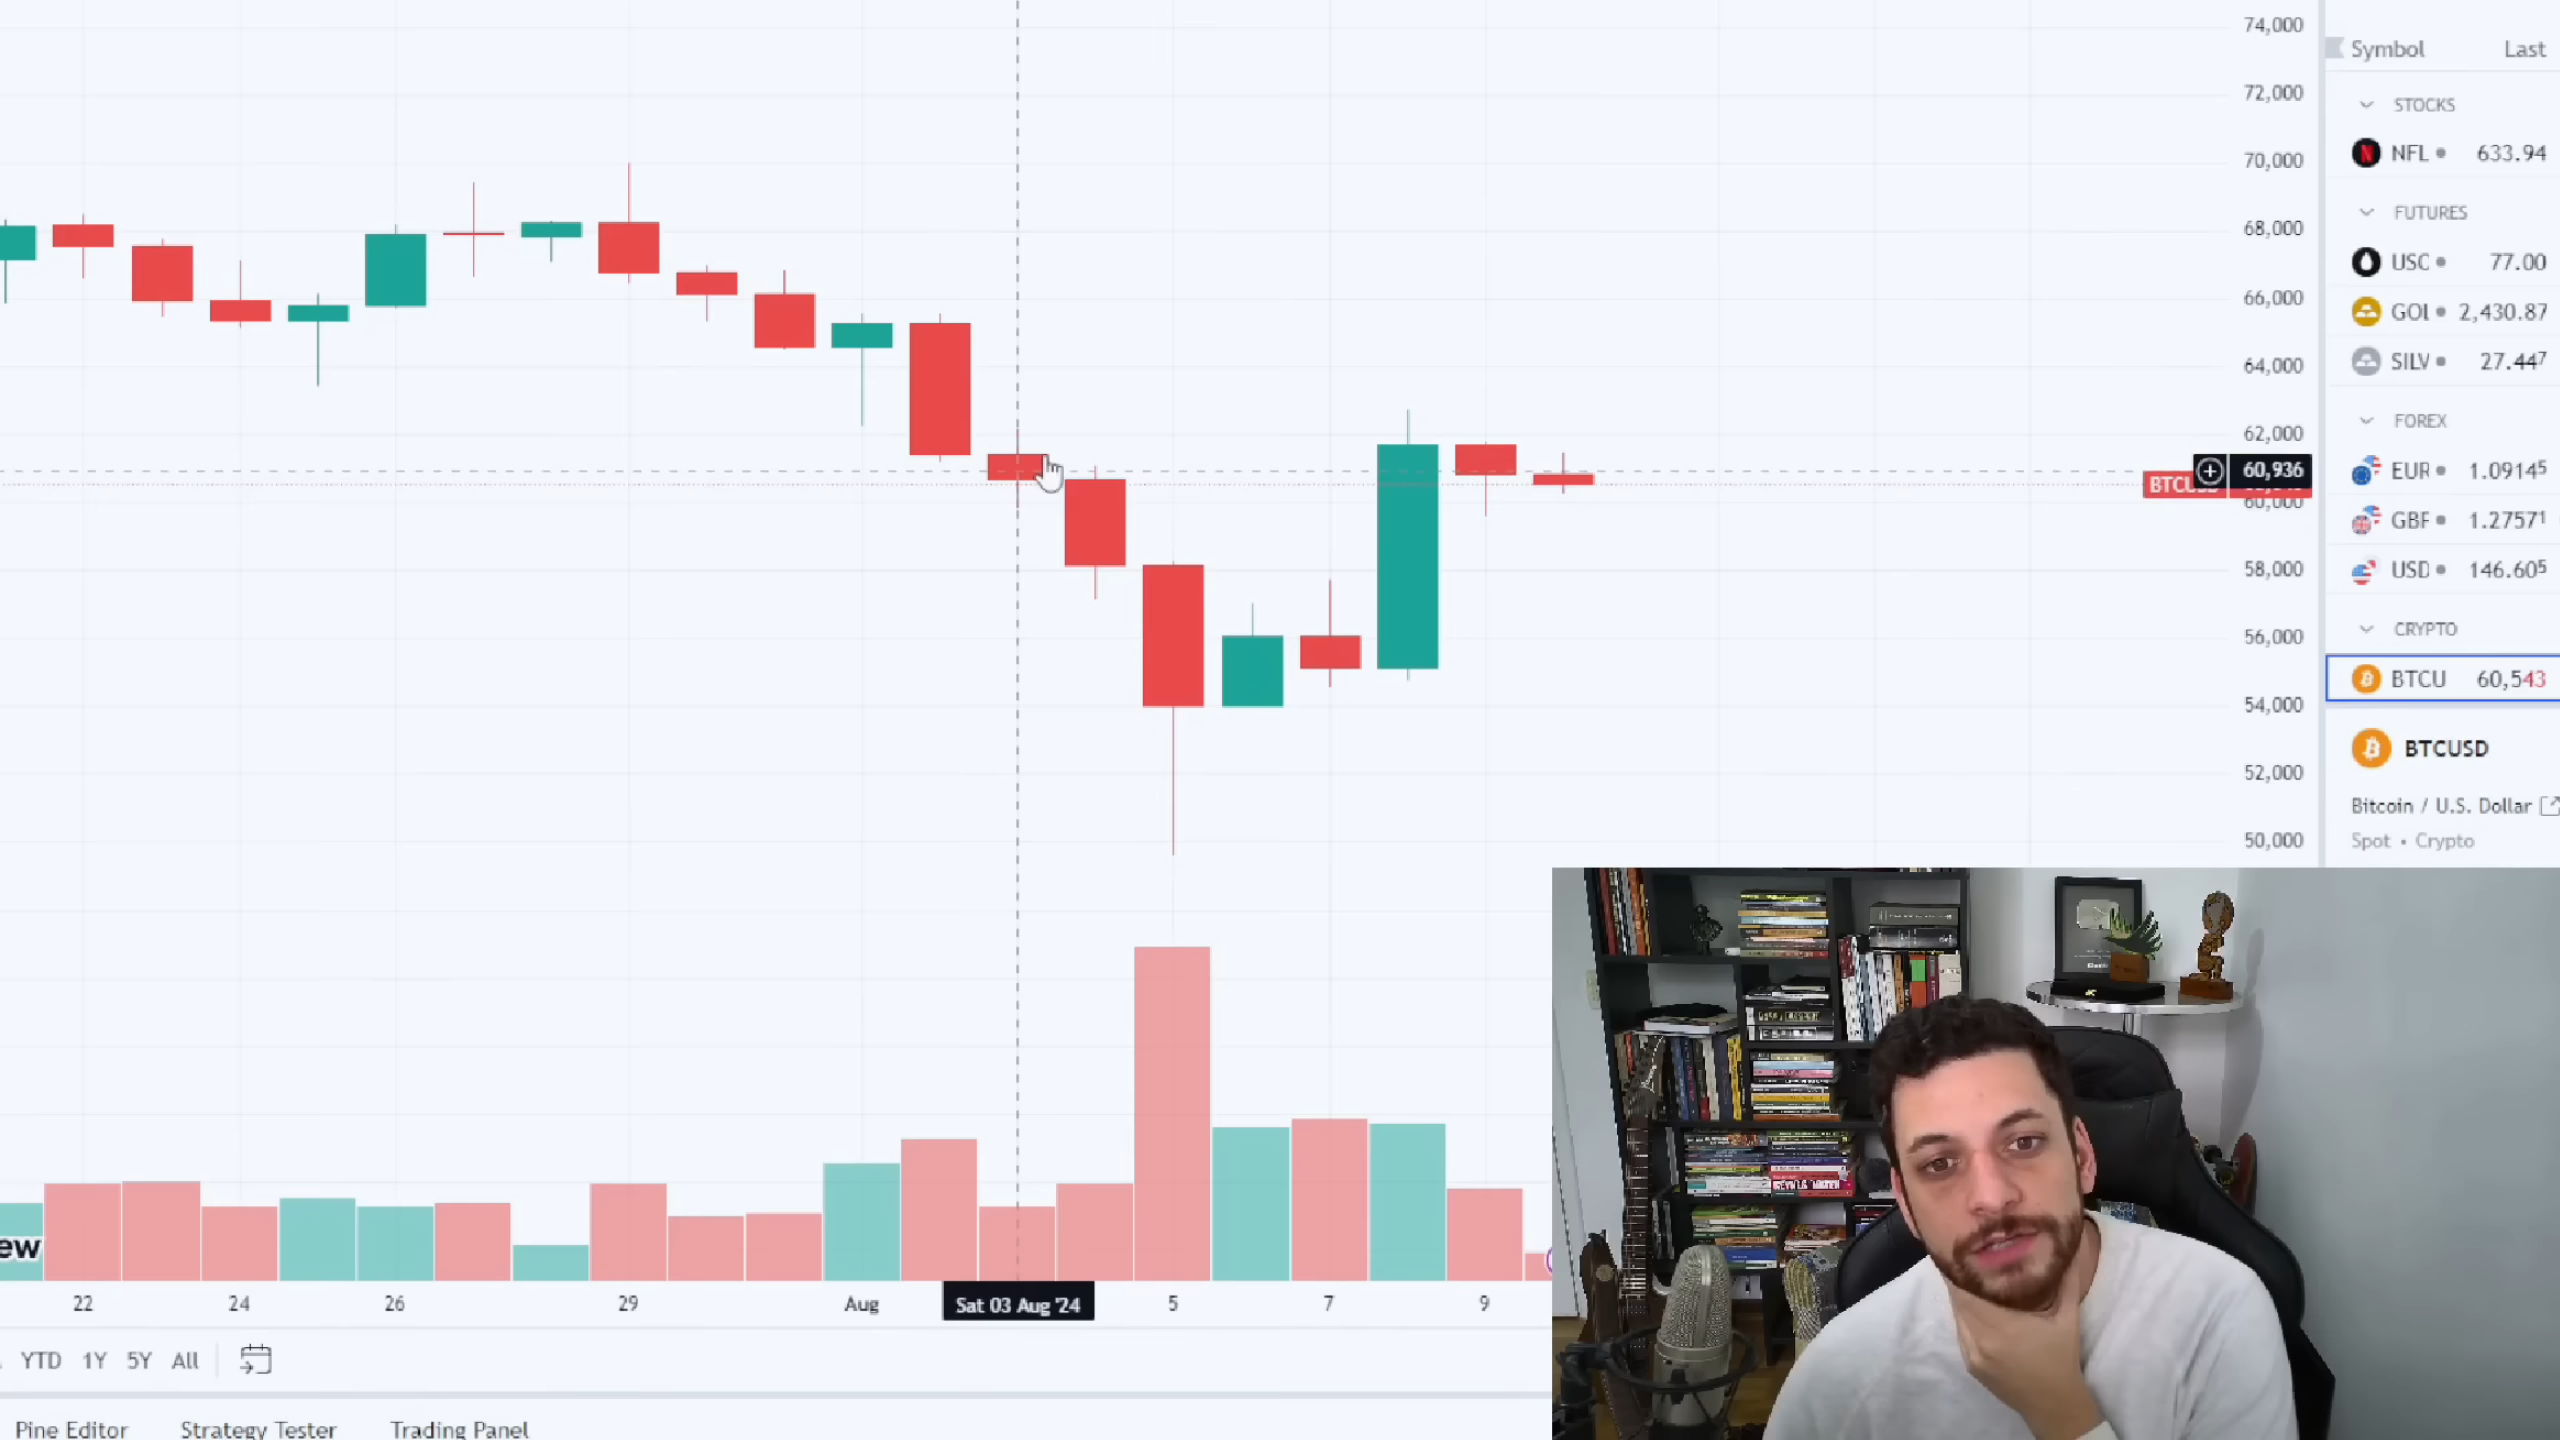 74,000
72,000
70,000
68,000
66,000
64,000
62,000
60,936
BTCUSD
60,000
58,000
56,000
54,000
52,000
50,000
Symbol Last
STOCKS
NFL 633.94
FUTURES
USC 77.00
GOL 2,430.87
SILV 27.447
FOREX
EUR 1.09145
GBF 1.27571
USD 146.605
CRYPTO
BTCU 60,543
BTCUSD
Bitcoin / U.S. Dollar
Spot • Crypto
ew
22 24 26 29 Aug Sat 03 Aug '24 5 7 9
YTD 1Y 5Y All
Pine Editor Strategy Tester Trading Panel